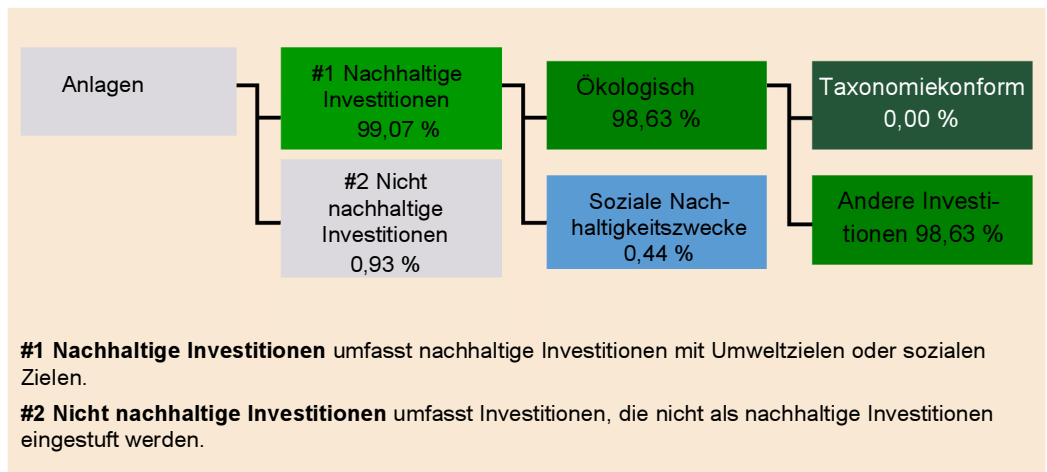 Anlagen
#1 Nachhaltige
Investitionen
99,07 %
#2 Nicht
nachhaltige
Investitionen
0,93 %
Ökologisch
98,63 %
Soziale Nach-
haltigkeitszwecke
0,44 %
Taxonomiekonform
0,00 %
Andere Investi-
tionen 98,63 %
#1 Nachhaltige Investitionen umfasst nachhaltige Investitionen mit Umweltzielen oder sozialen
Zielen.
#2 Nicht nachhaltige Investitionen umfasst Investitionen, die nicht als nachhaltige Investitionen
eingestuft werden.